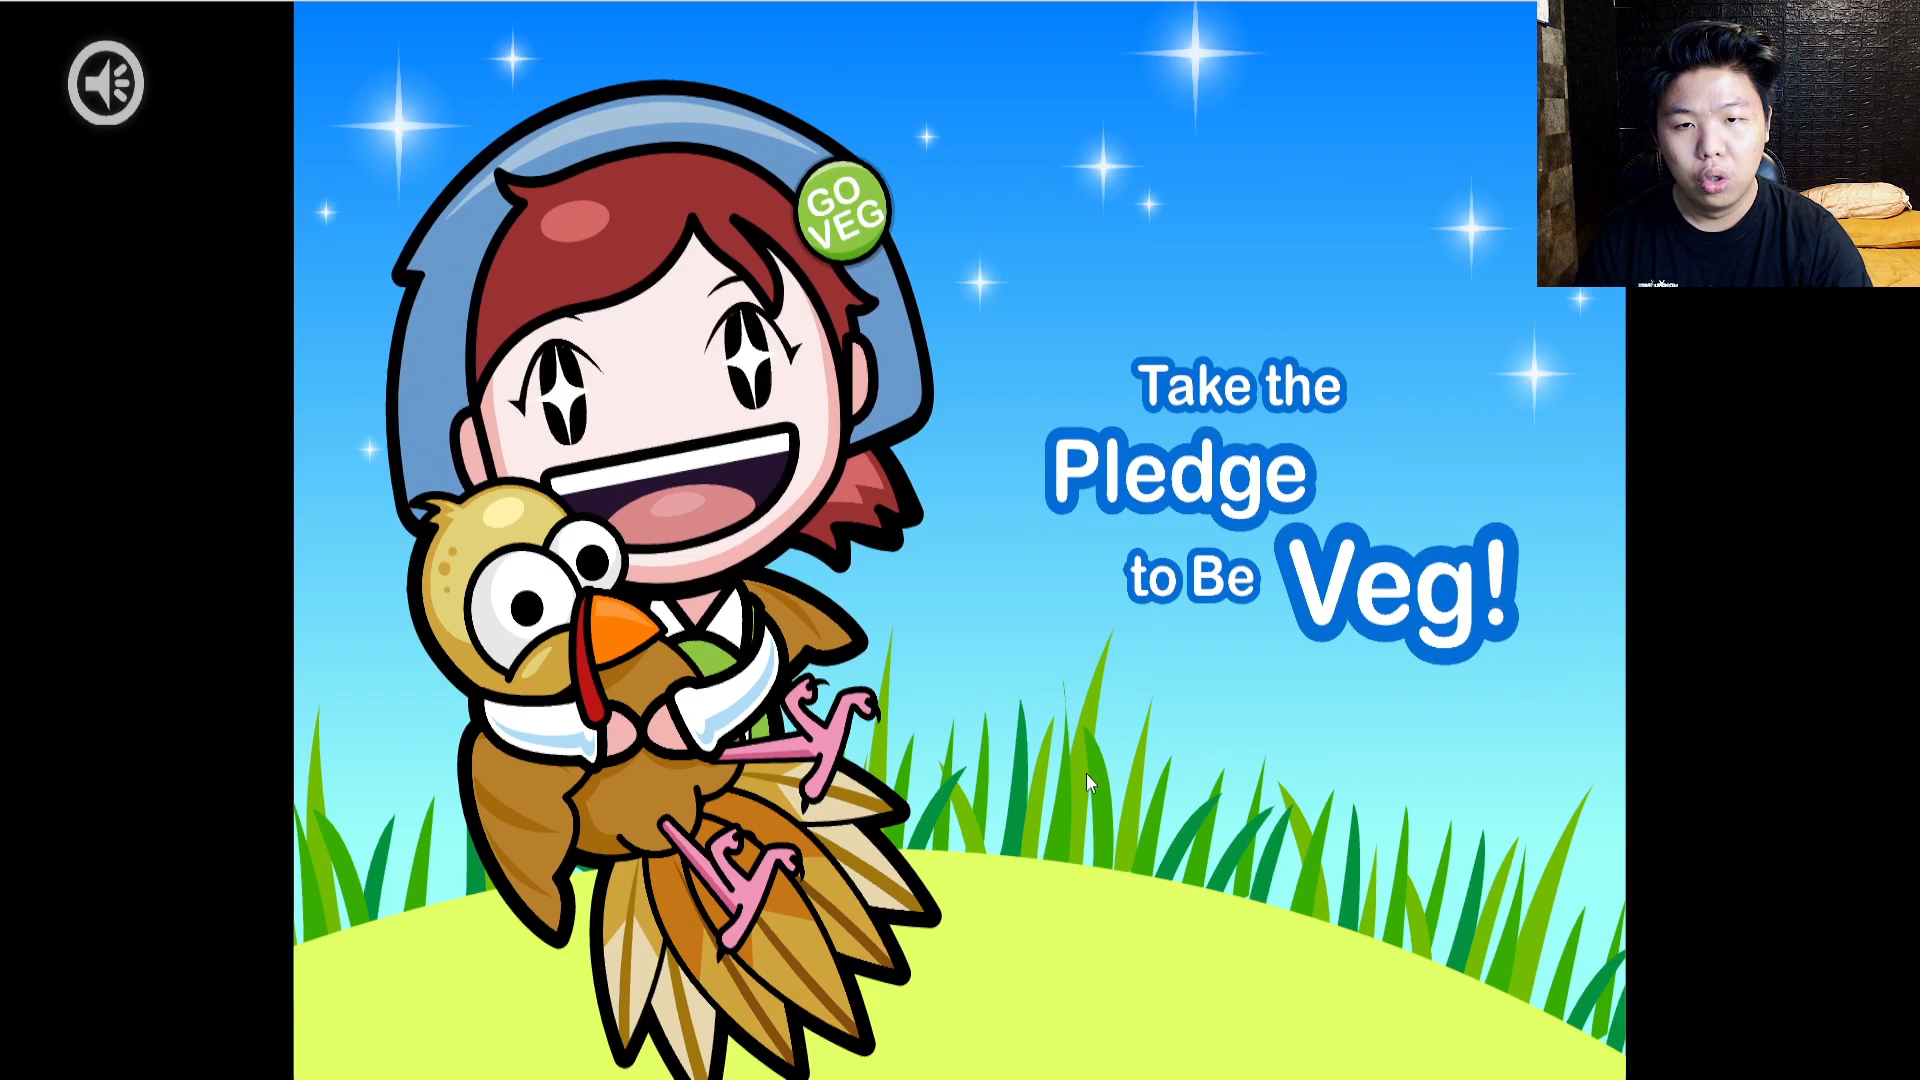 GO
VEG
Take the
Pledge
to Be Veg!